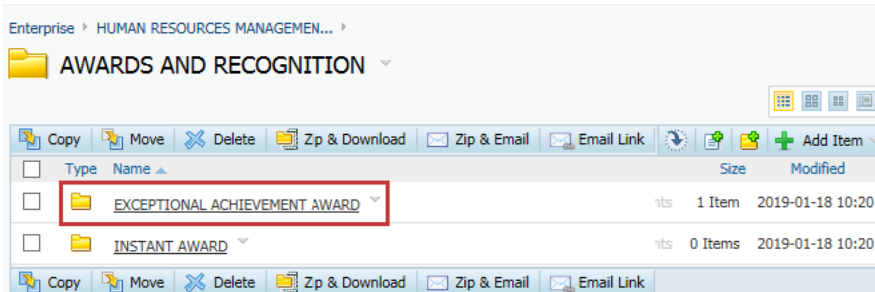 Enterprise HUMAN RESOURCES MANAGEMEN...
AWARDS AND RECOGNITION
Copy Move Delete Zp & Download Zip & Email Email Link Add Item
Type Name Size Modified
EXCEPTIONAL ACHIEVEMENT AWARD nts 1 Item 2019-01-18 10:20
INSTANT AWARD nts 0 Items 2019-01-18 10:20
Copy Move Delete Zp & Download Zip & Email Email Link